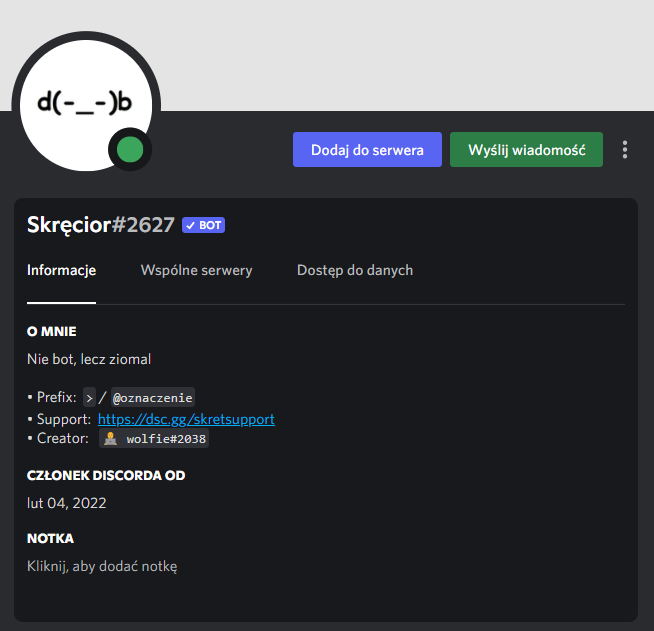 d(-_-)b
Dodaj do serwera
Wyślij wiadomość
Skręcior#2627 ✓ BOT
Informacje
Wspólne serwery
Dostęp do danych
O MNIE
Nie bot, lecz ziomal
• Prefix: > / @oznaczenie
• Support: https://dsc.gg/skretsupport
• Creator: wolfie#2038
CZŁONEK DISCORDA OD
lut 04, 2022
NOTKA
Kliknij, aby dodać notkę